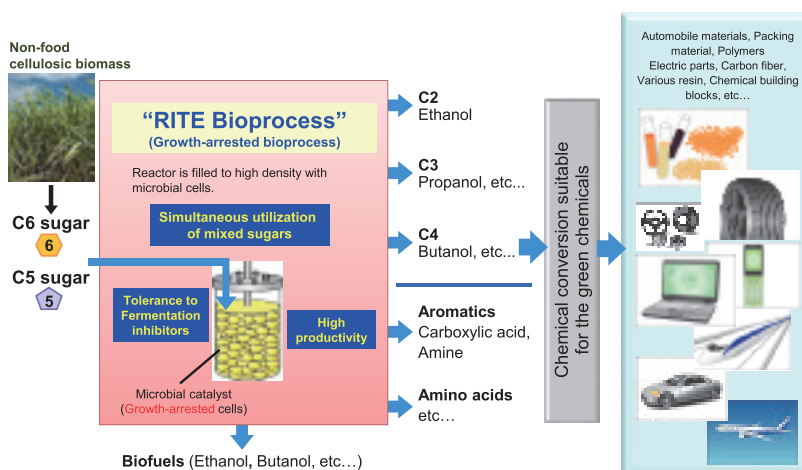 Non-food
cellulosic biomass
C6 sugar
6
C5 sugar
5
“RITE Bioprocess”
(Growth-arrested bioprocess)
Reactor is filled to high density with
microbial cells.
Simultaneous utilization
of mixed sugars
Tolerance to
Fermentation
inhibitors
High
productivity
Microbial catalyst
(Growth-arrested cells)
Biofuels (Ethanol, Butanol, etc…)
C2
Ethanol
C3
Propanol, etc...
C4
Butanol, etc...
Aromatics
Carboxylic acid,
Amine
Amino acids
etc…
Chemical conversion suitable
for the green chemicals
Automobile materials, Packing
material, Polymers
Electric parts, Carbon fiber,
Various resin, Chemical building
blocks, etc…